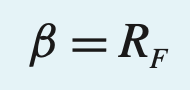 β = R_F